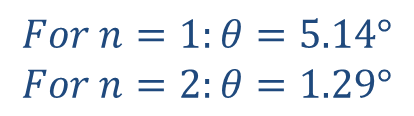 For n = 1: θ = 5.14°
For n = 2: θ = 1.29°